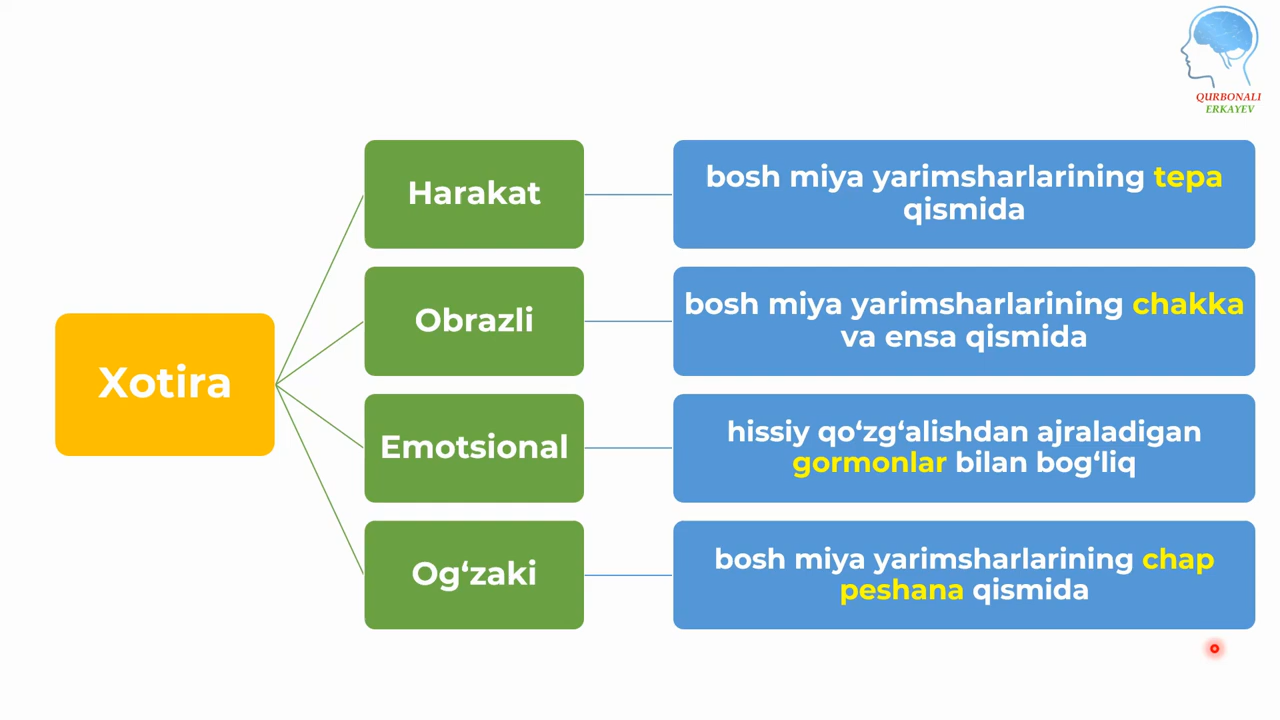 QURBONALI
ERKAYEV
Xotira
Harakat
bosh miya yarimsharlarining tepa
qismida
Obrazli
bosh miya yarimsharlarining chakka
va ensa qismida
Emotsional
hissiy qo‘zg‘alishdan ajraladigan
gormonlar bilan bog‘liq
Og‘zaki
bosh miya yarimsharlarining chap
peshana qismida